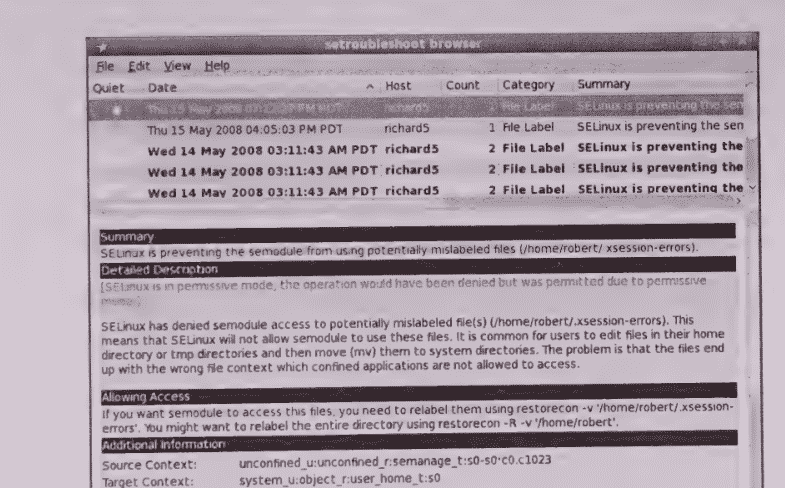 setroubleshoot browser
File Edit View Help
Quiet Date Host Count Category Summary
richard5 2 File Label SELinux is preventing the sen
Thu 15 May 2008 04:05:03 PM PDT richard5 1 File Label SELinux is preventing the sen
Wed 14 May 2008 03:11:43 AM PDT richard5 2 File Label SELinux is preventing the
Wed 14 May 2008 03:11:43 AM PDT richard5 2 File Label SELinux is preventing the
Wed 14 May 2008 03:11:43 AM PDT richard5 2 File Label SELinux is preventing the
Summary
SELinux is preventing the semodule from using potentially mislabeled files (/home/robert/ xsession-errors).
Detailed Description
[SELinux is in permissive mode, the operation would have been denied but was permitted due to permissive
mode.]
SELinux has denied semodule access to potentially mislabeled file(s) (/home/robert/.xsession-errors). This
means that SELinux will not allow semodule to use these files. It is common for users to edit files in their home
directory or tmp directories and then move (mv) them to system directories. The problem is that the files end
up with the wrong file context which confined applications are not allowed to access.
Allowing Access
If you want semodule to access this files, you need to relabel them using restorecon -v '/home/robert/.xsession-
errors'. You might want to relabel the entire directory using restorecon -R -v '/home/robert'.
Additional Information
Source Context: unconfined_u:unconfined_r:semanage_t:s0-s0:c0.c1023
Target Context: system_u:object_r:user_home_t:s0